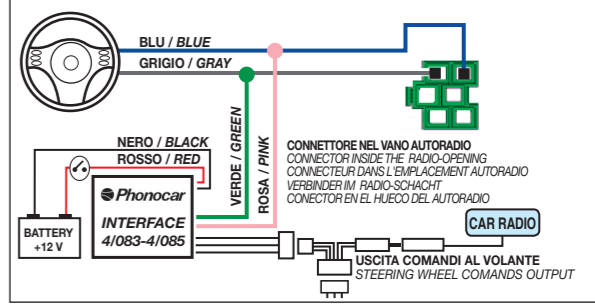 BLU / BLUE
GRIGIO / GRAY
VERDE / GREEN
ROSA / PINK
NERO / BLACK
ROSSO / RED
CONNETTORE NEL VANO AUTORADIO
CONNECTOR INSIDE THE RADIO-OPENING
CONNECTEUR DANS L'EMPLACEMENT AUTORADIO
VERBINDER IM RADIO-SCHACHT
CONECTOR EN EL HUECO DEL AUTORADIO
Phonocar
INTERFACE
4/083-4/085
BATTERY
+12 V
CAR RADIO
USCITA COMANDI AL VOLANTE
STEERING WHEEL COMANDS OUTPUT